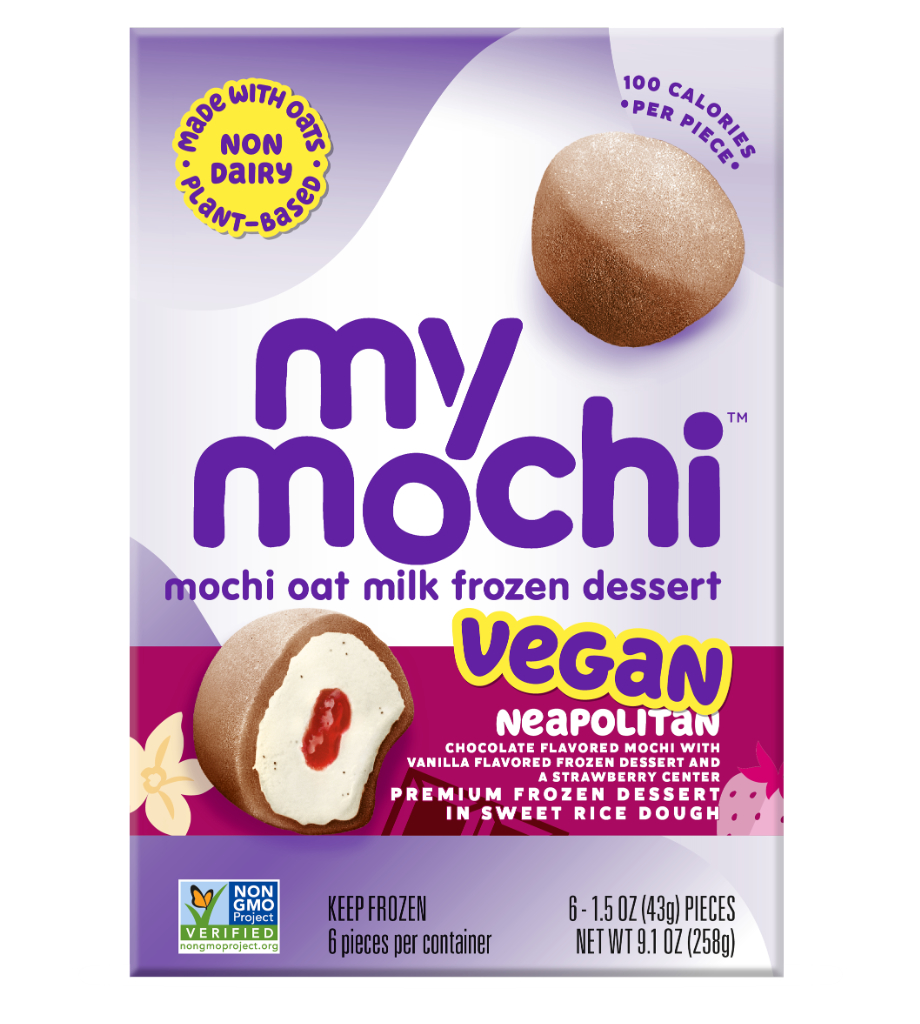 MADE WITH OATS
NON
DAIRY
PLANT-BASED
100 CALORIES
• PER PIECE •
my
mochi™
mochi oat milk frozen dessert
VEGAN
NEAPOLITAN
CHOCOLATE FLAVORED MOCHI WITH
VANILLA FLAVORED FROZEN DESSERT AND
A STRAWBERRY CENTER
PREMIUM FROZEN DESSERT
IN SWEET RICE DOUGH
NON
GMO
Project
VERIFIED
nongmoproject.org
KEEP FROZEN
6 pieces per container
6 - 1.5 OZ (43g) PIECES
NET WT 9.1 OZ (258g)